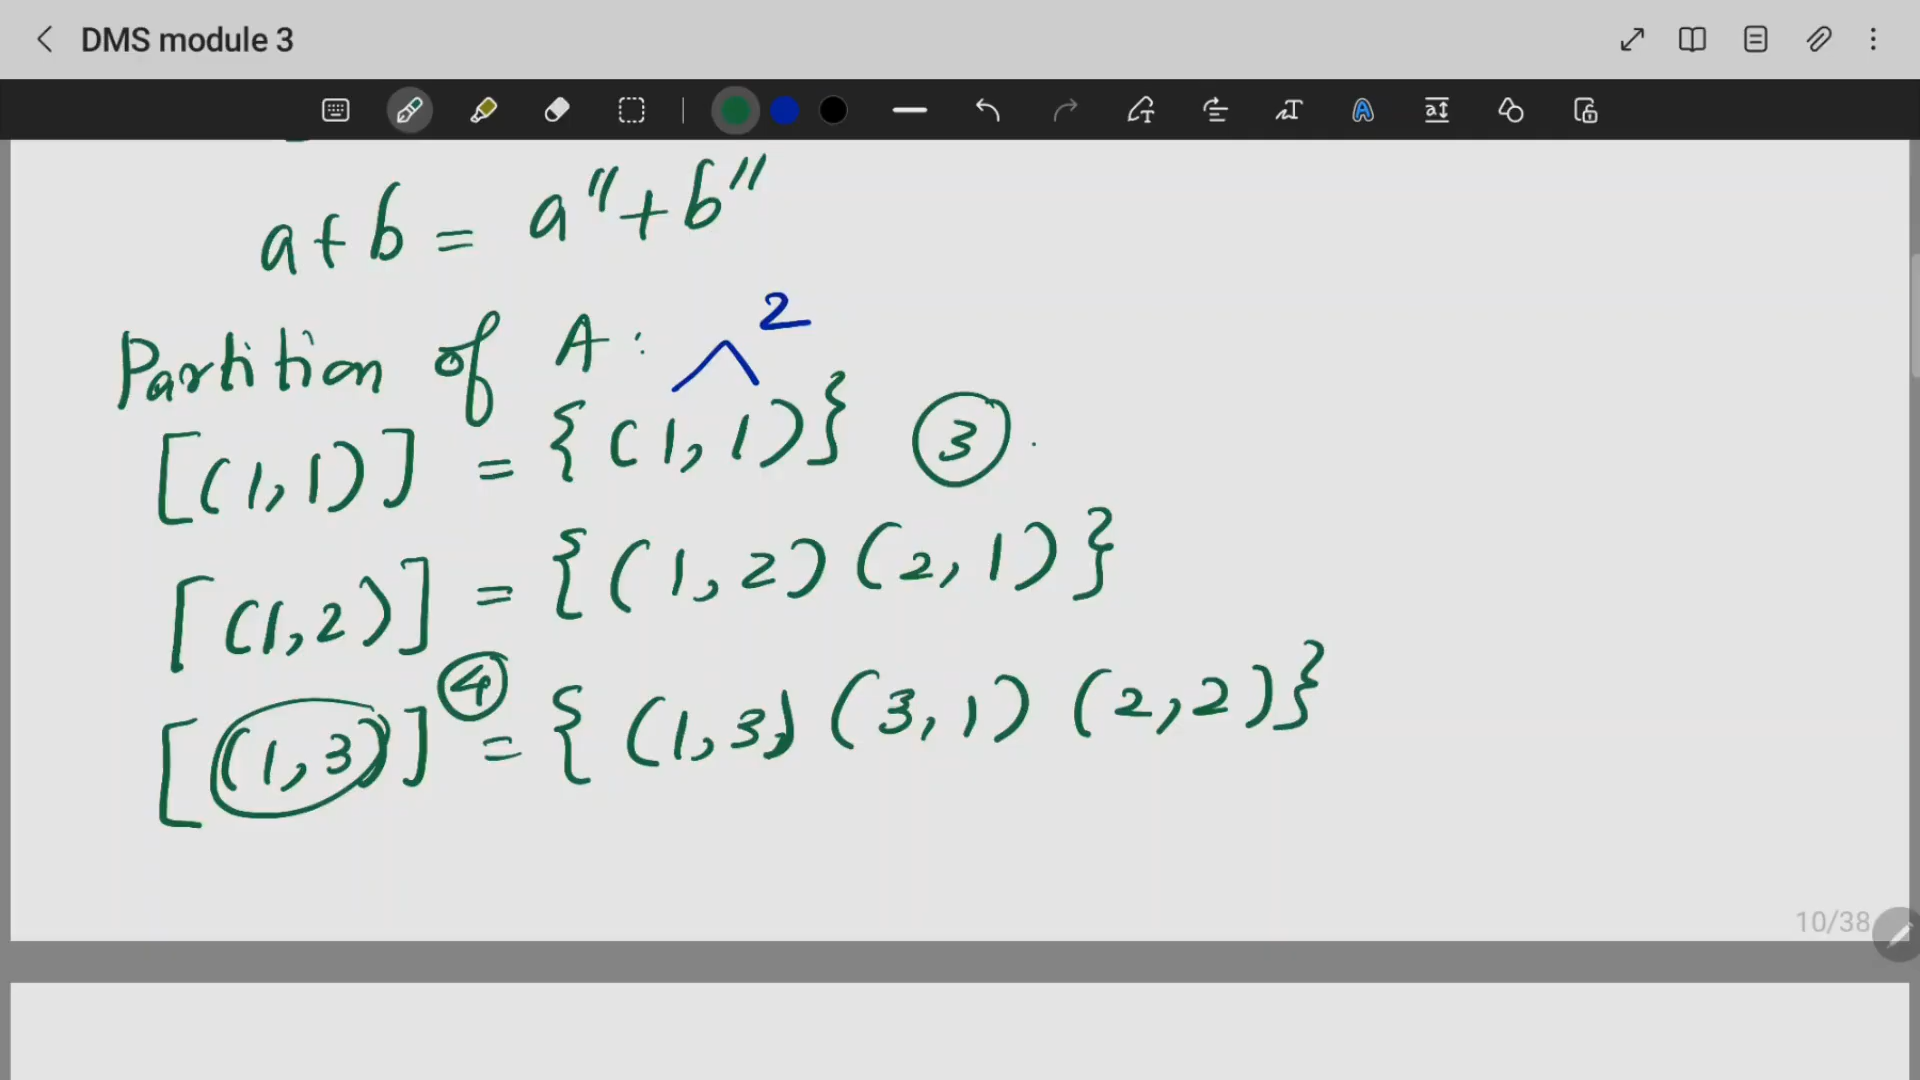 DMS module 3
a + b = a" + b"
Partition of A :
2
[(1,1)] = {(1,1)} 3
[(1,2)] = {(1,2) (2,1)}
4
[(1,3)] = {(1,3) (3,1) (2,2)}
10/38